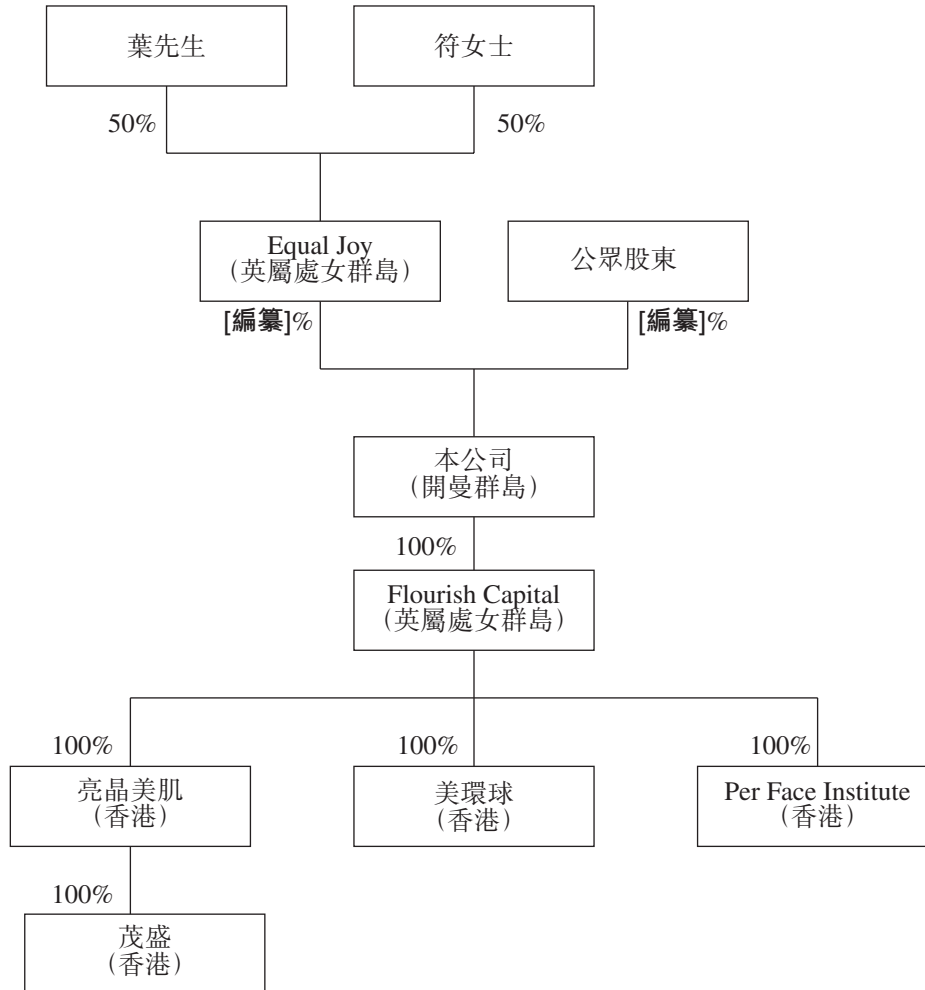 葉先生
符女士
50%
50%
Equal Joy
（英屬處女群島）
公眾股東
[編纂]%
[編纂]%
本公司
（開曼群島）
100%
Flourish Capital
（英屬處女群島）
100%
100%
100%
亮晶美肌
（香港）
美環球
（香港）
Per Face Institute
（香港）
100%
茂盛
（香港）